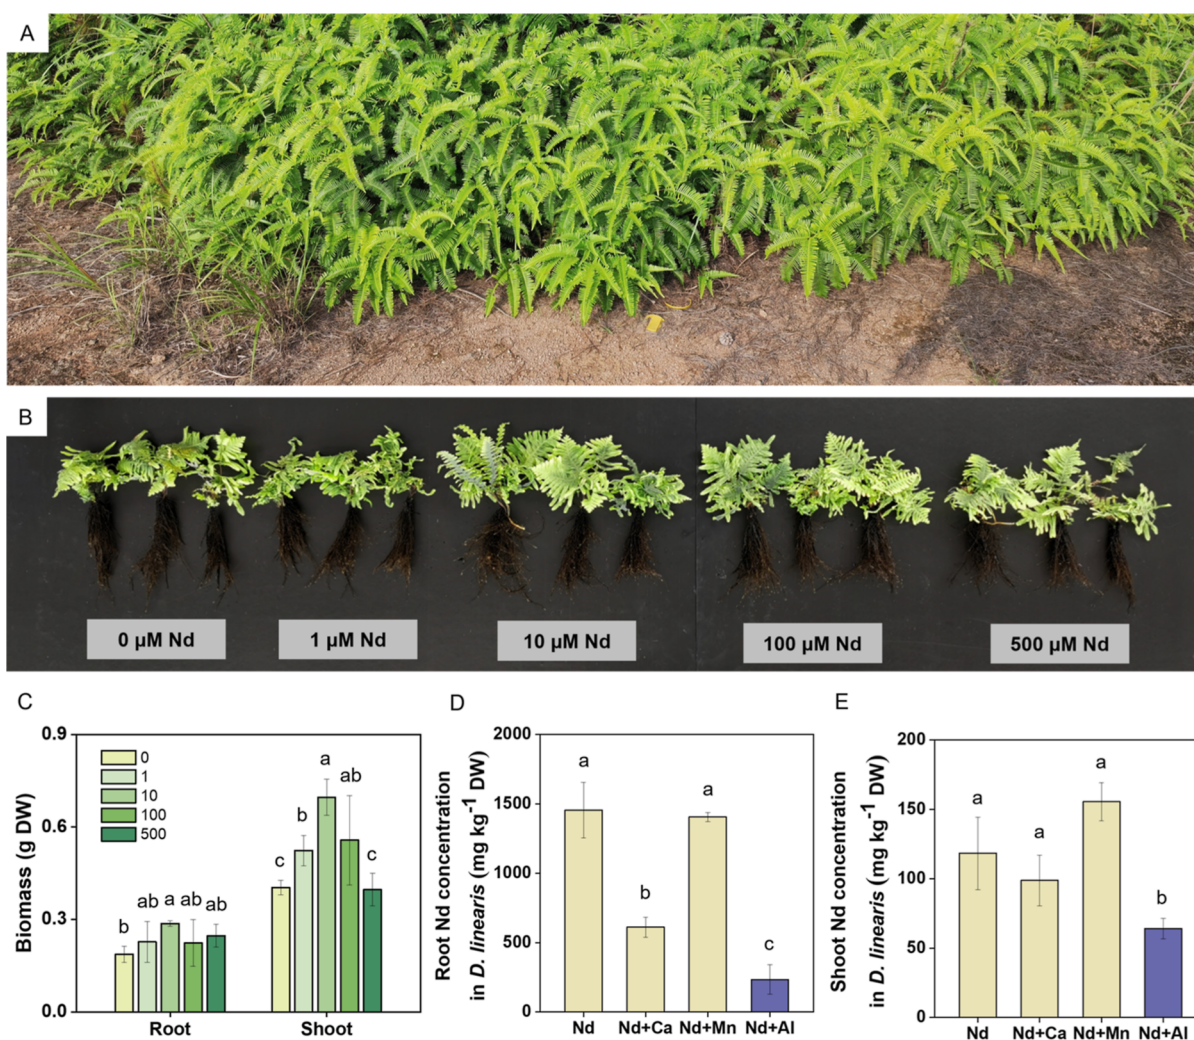 A
B
0 µM Nd
1 µM Nd
10 µM Nd
100 µM Nd
500 µM Nd
C
Biomass (g DW)
0.9
0.6
0.3
0.0
0
1
10
100
500
b
ab
a
ab
ab
c
b
a
ab
c
Root
Shoot
D
Root Nd concentration
in D. linearis (mg kg-1 DW)
2000
1500
1000
500
0
a
b
a
c
Nd
Nd+Ca
Nd+Mn
Nd+Al
E
Shoot Nd concentration
in D. linearis (mg kg-1 DW)
200
150
100
50
0
a
a
a
b
Nd
Nd+Ca
Nd+Mn
Nd+Al